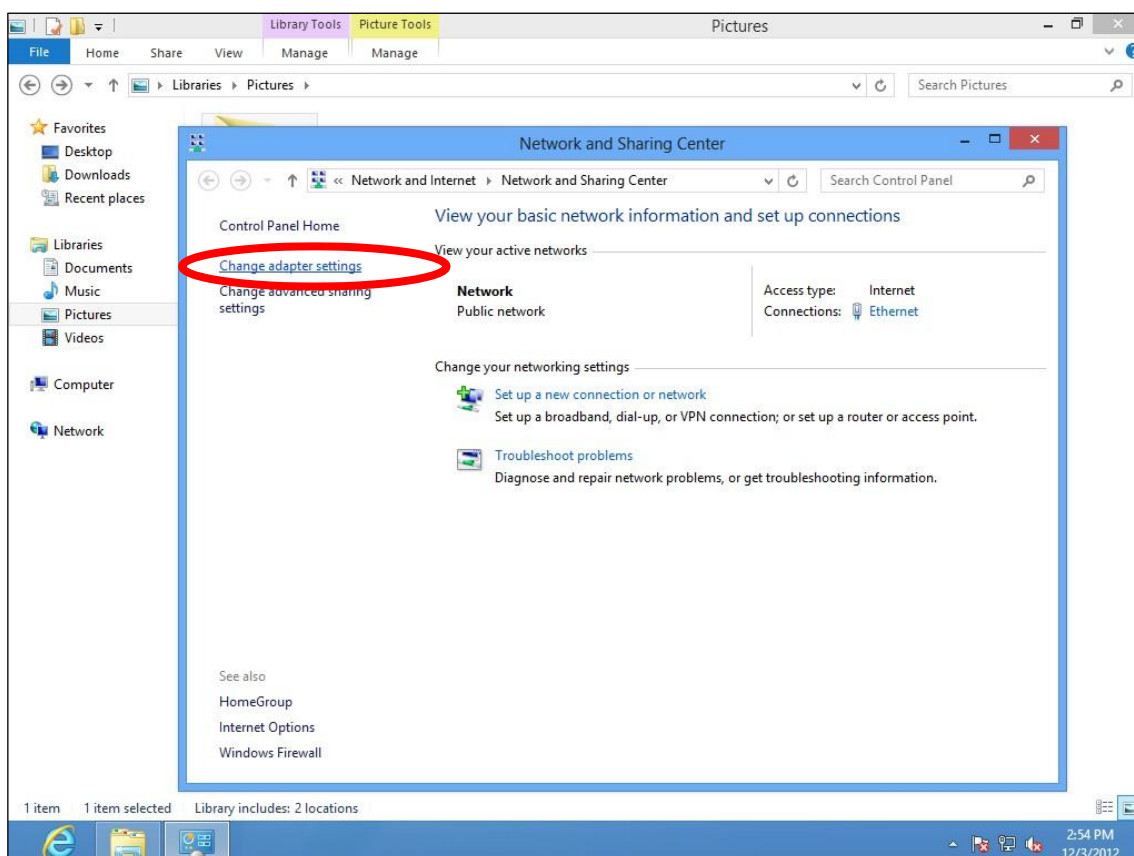 Library Tools Picture Tools Pictures
File Home Share View Manage Manage
Libraries Pictures Search Pictures
Favorites
Desktop
Downloads
Recent places
Libraries
Documents
Music
Pictures
Videos
Computer
Network
Network and Sharing Center
« Network and Internet Network and Sharing Center Search Control Panel
Control Panel Home
Change adapter settings
Change advanced sharing
settings
See also
HomeGroup
Internet Options
Windows Firewall
View your basic network information and set up connections
View your active networks
Network
Public network
Access type: Internet
Connections: Ethernet
Change your networking settings
Set up a new connection or network
Set up a broadband, dial-up, or VPN connection; or set up a router or access point.
Troubleshoot problems
Diagnose and repair network problems, or get troubleshooting information.
1 item 1 item selected Library includes: 2 locations
2:54 PM
12/3/2012